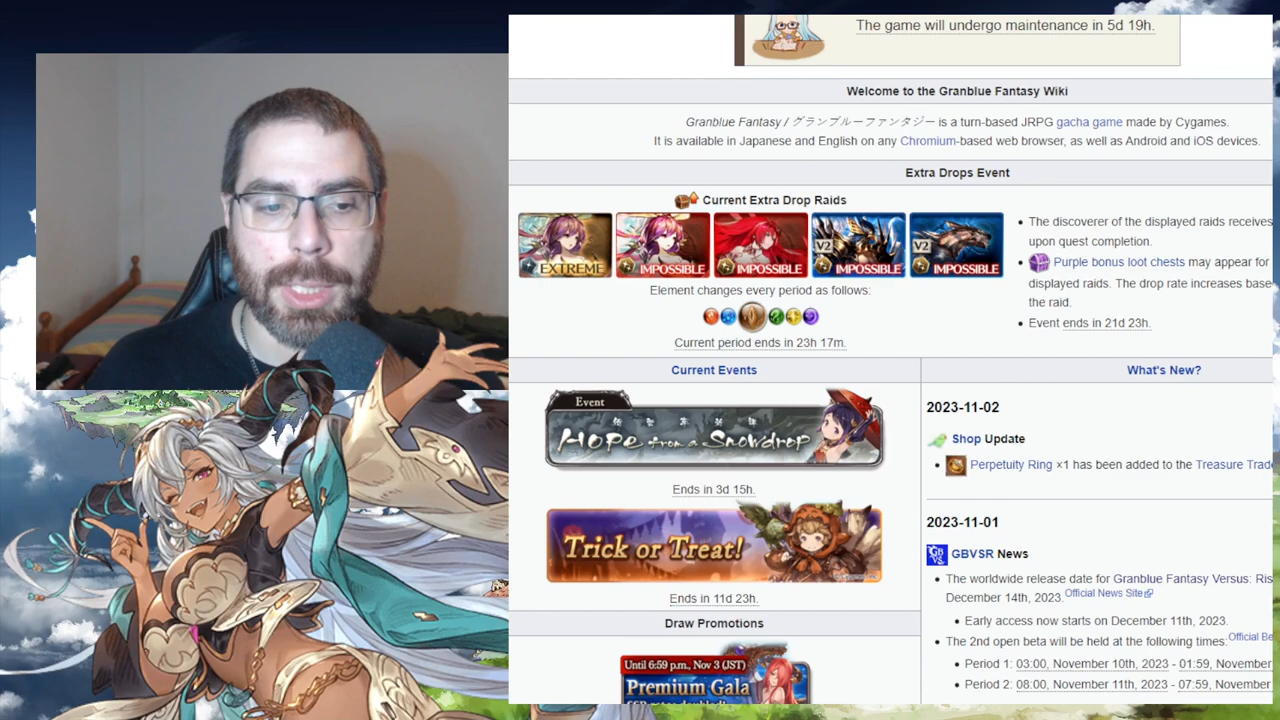 The game will undergo maintenance in 5d 19h.
Welcome to the Granblue Fantasy Wiki
Granblue Fantasy / グランブルーファンタジー is a turn-based JRPG gacha game made by Cygames.
It is available in Japanese and English on any Chromium-based web browser, as well as Android and iOS devices.
Extra Drops Event
Current Extra Drop Raids
EXTREME
IMPOSSIBLE
IMPOSSIBLE
V2
IMPOSSIBLE
V2
IMPOSSIBLE
Element changes every period as follows:
Current period ends in 23h 17m.
The discoverer of the displayed raids receives
upon quest completion.
Purple bonus loot chests may appear for
displayed raids. The drop rate increases base
the raid.
Event ends in 21d 23h.
Current Events
Event
Hope from a Snowdrop
Ends in 3d 15h.
Trick or Treat!
Ends in 11d 23h.
Draw Promotions
Until 6:59 p.m., Nov 3 (JST)
Premium Gala
What's New?
2023-11-02
Shop Update
Perpetuity Ring ×1 has been added to the Treasure Trade
2023-11-01
GBVSR News
The worldwide release date for Granblue Fantasy Versus: Ris
December 14th, 2023. Official News Site
Early access now starts on December 11th, 2023.
The 2nd open beta will be held at the following times. Official Be
Period 1: 03:00, November 10th, 2023 - 01:59, November
Period 2: 08:00, November 11th, 2023 - 07:59, November